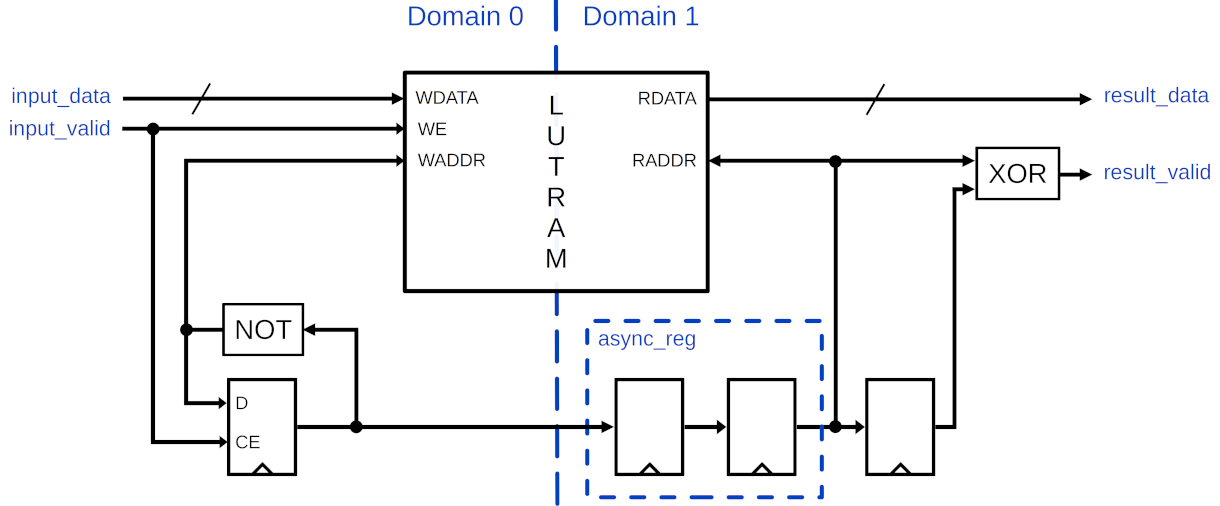 Domain 0
Domain 1
input_data
WDATA
RDATA
result_data
input_valid
WE
WADDR
RADDR
XOR
result_valid
L
U
T
R
A
M
NOT
async_reg
D
CE